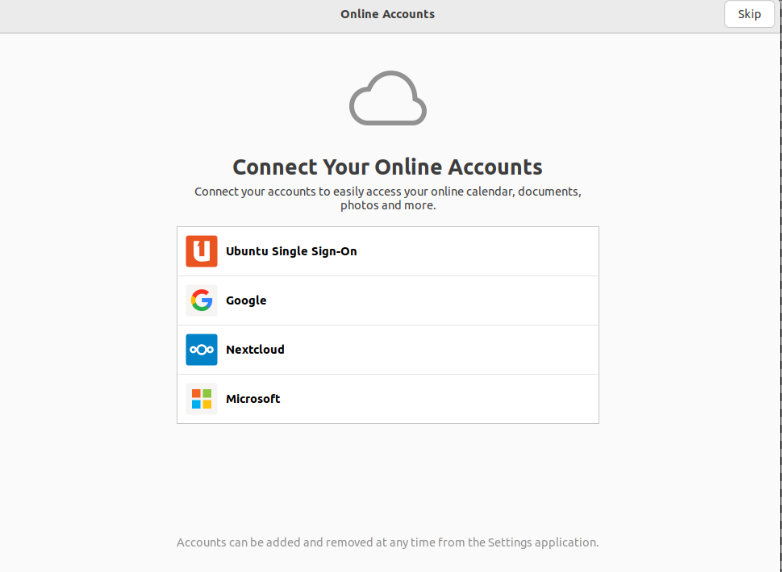 Online Accounts
Skip
Connect Your Online Accounts
Connect your accounts to easily access your online calendar, documents,
photos and more.
Ubuntu Single Sign-On
Google
Nextcloud
Microsoft
Accounts can be added and removed at any time from the Settings application.